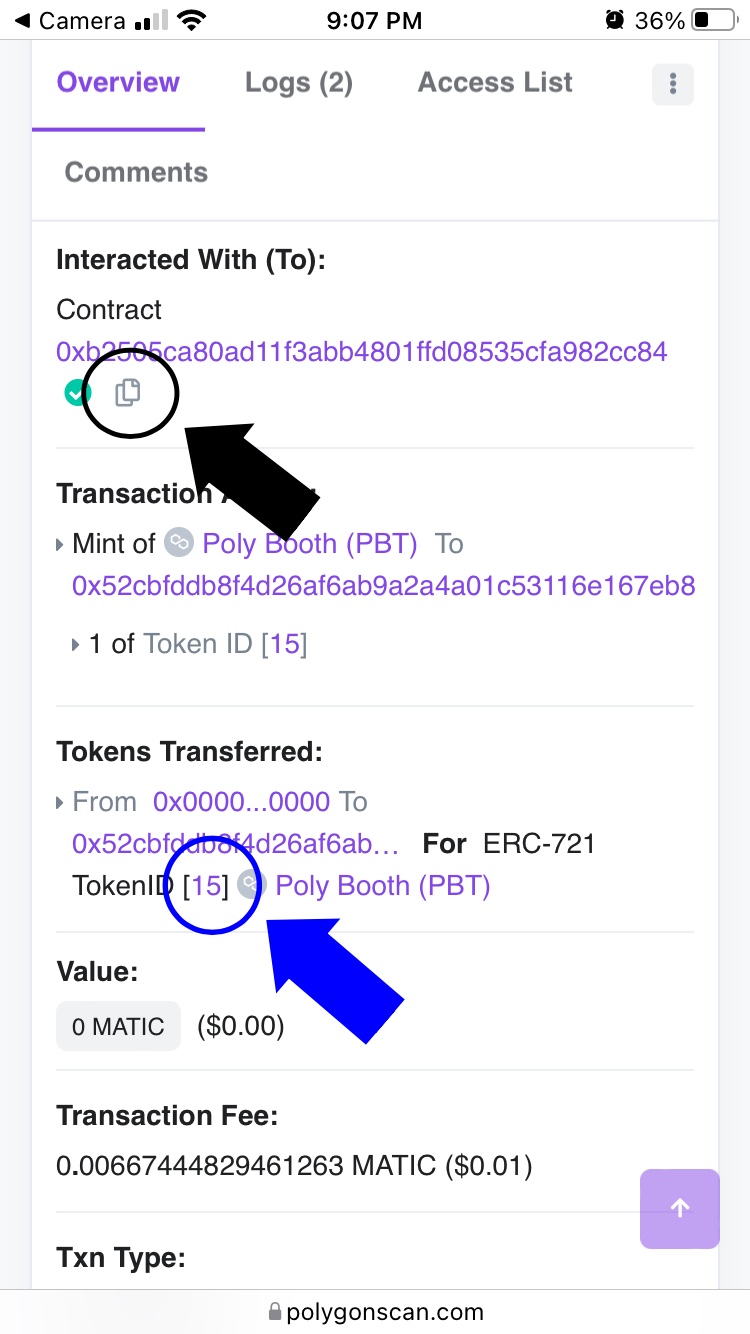 Camera 9:07 PM 36%
Overview Logs (2) Access List
Comments
Interacted With (To):
Contract
0xb2505ca80ad11f3abb4801ffd08535cfa982cc84
Transaction
Mint of Poly Booth (PBT) To
0x52cbfddb8f4d26af6ab9a2a4a01c53116e167eb8
1 of Token ID [15]
Tokens Transferred:
From 0x0000...0000 To
0x52cbfddb8f4d26af6ab... For ERC-721
TokenID [15] Poly Booth (PBT)
Value:
0 MATIC ($0.00)
Transaction Fee:
0.00667444829461263 MATIC ($0.01)
Txn Type:
polygonscan.com